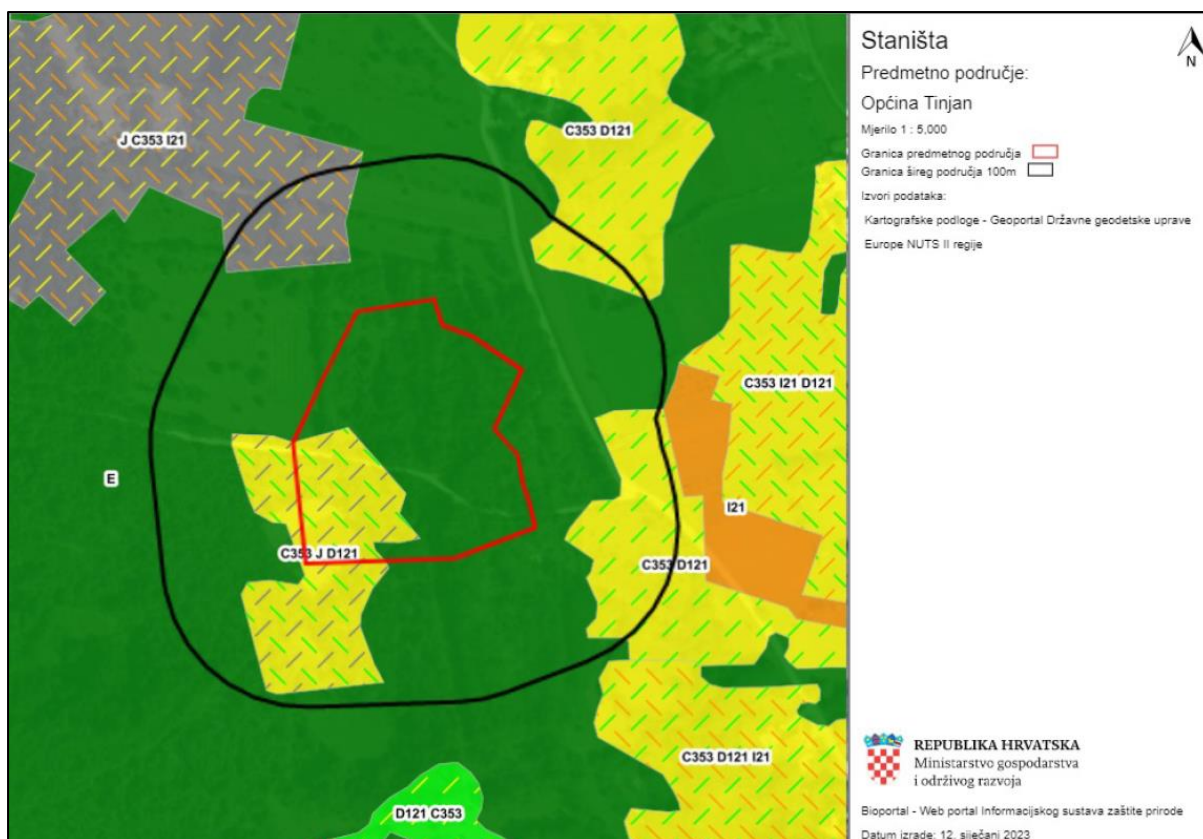 J C353 I21
C353 D121
C353 I21 D121
E
I21
C353 J D121
C353 D121
C353 D121 I21
D121 C353
Staništa
N
Predmetno područje:
Općina Tinjan
Mjerilo 1 : 5,000
Granica predmetnog područja
Granica šireg područja 100m
Izvori podataka:
Kartografske podloge - Geoportal Državne geodetske uprave
Europe NUTS II regije
REPUBLIKA HRVATSKA
Ministarstvo gospodarstva
i održivog razvoja
Bioportal - Web portal Informacijskog sustava zaštite prirode
Datum izrade: 12. siječani 2023